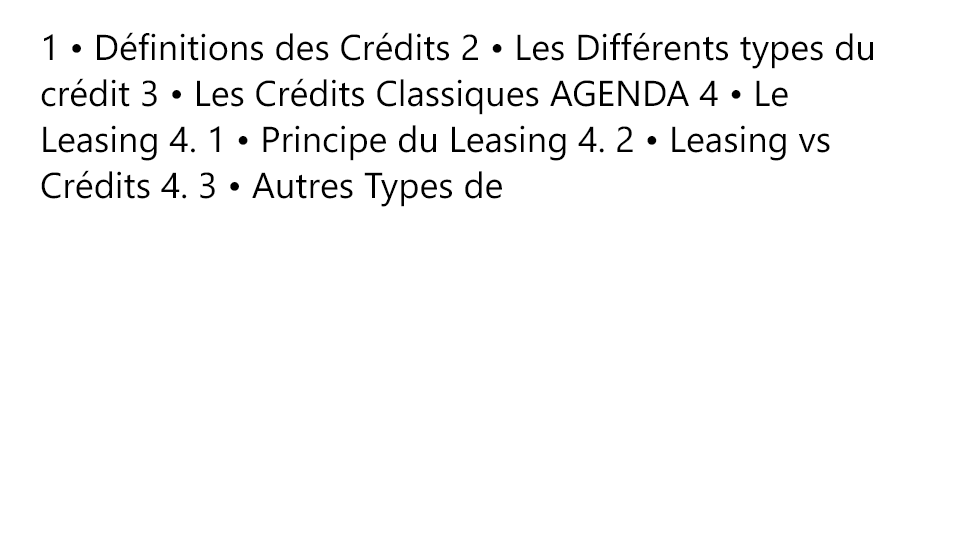 1 • Définitions des Crédits 2 • Les Différents types du
crédit 3 • Les Crédits Classiques AGENDA 4 • Le
Leasing 4. 1 • Principe du Leasing 4. 2 • Leasing vs
Crédits 4. 3 • Autres Types de